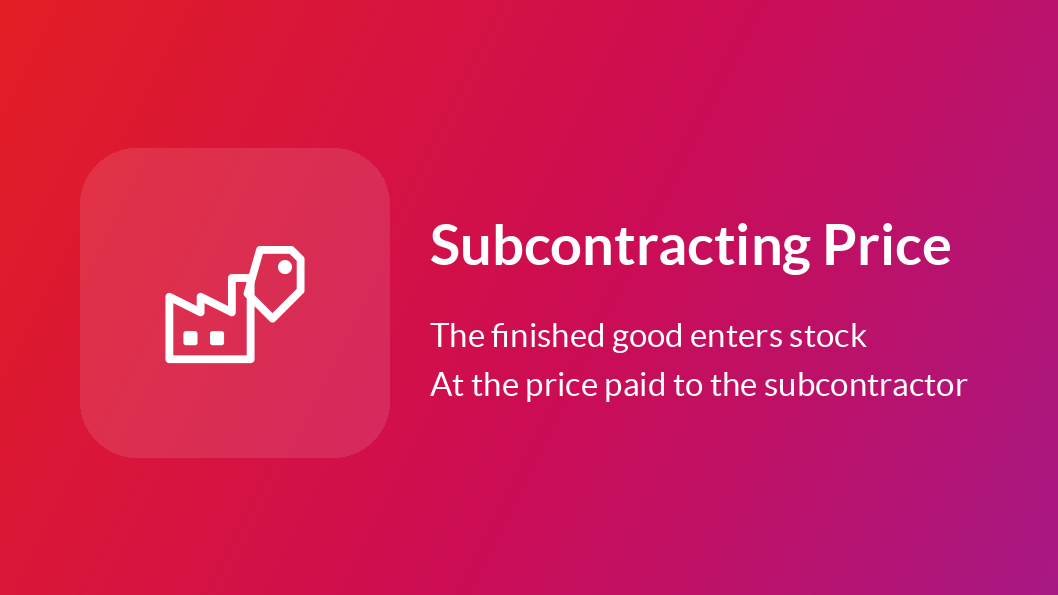 Subcontracting Price
The finished good enters stock
At the price paid to the subcontractor